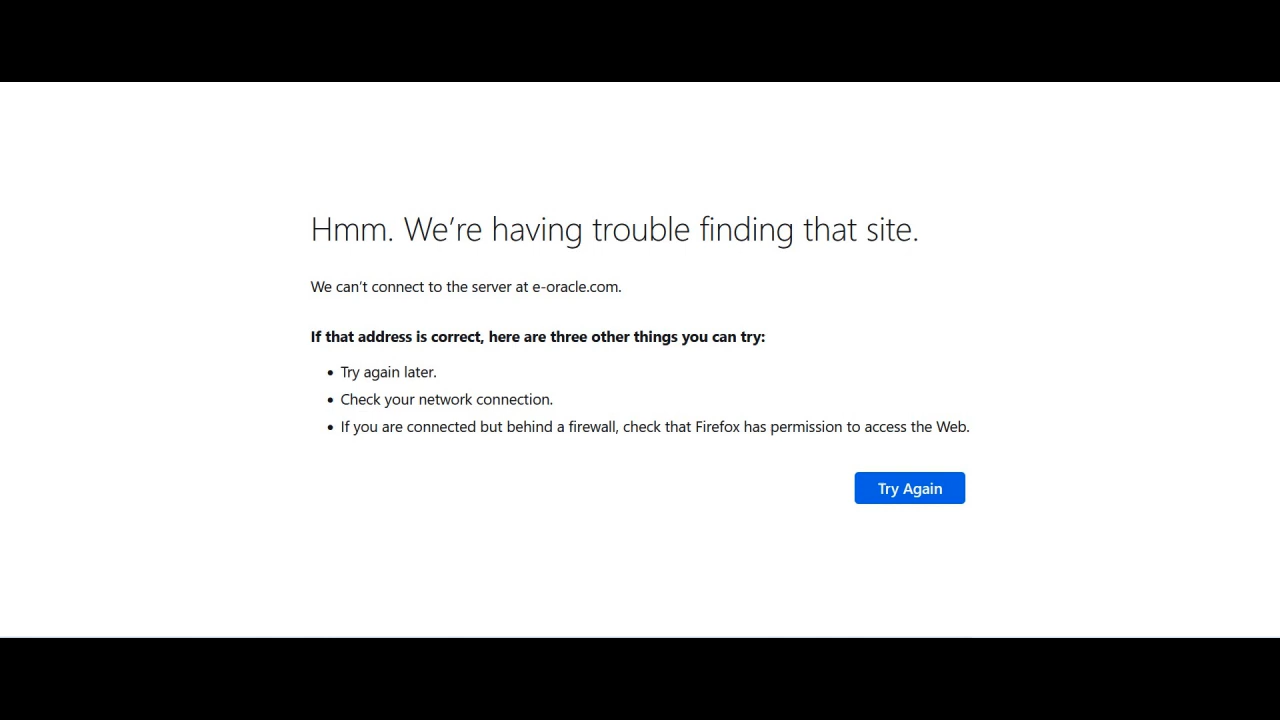 Hmm. We’re having trouble finding that site.
We can’t connect to the server at e-oracle.com.
If that address is correct, here are three other things you can try:
• Try again later.
• Check your network connection.
• If you are connected but behind a firewall, check that Firefox has permission to access the Web.
Try Again